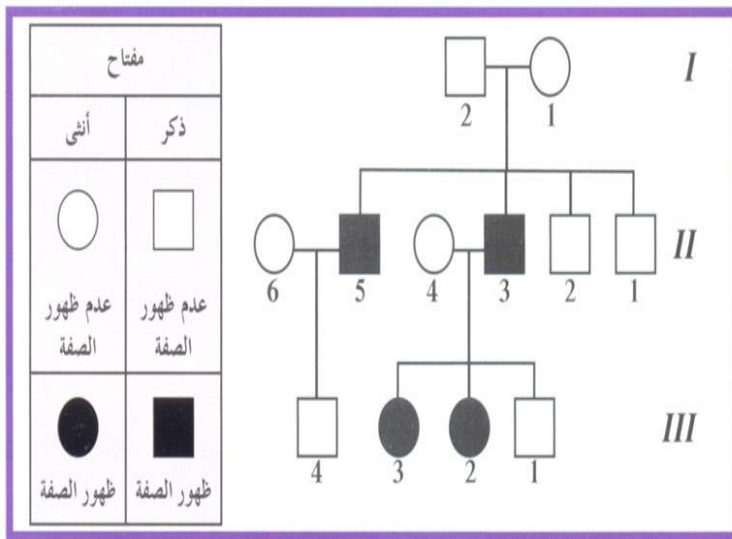 مفتاح
ذكر أنثى
عدم ظهور الصفة عدم ظهور الصفة
ظهور الصفة ظهور الصفة
I
1 2
II
1 2 3 4 5 6
III
1 2 3 4